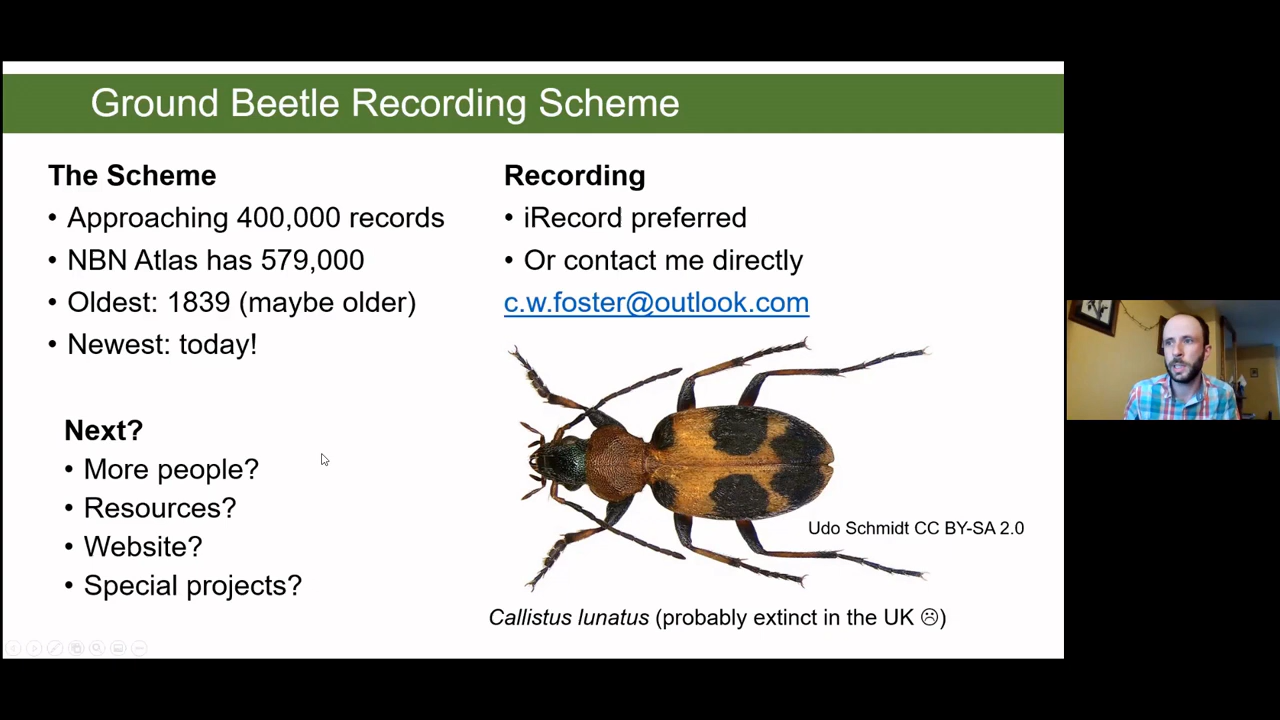 Ground Beetle Recording Scheme
The Scheme
• Approaching 400,000 records
• NBN Atlas has 579,000
• Oldest: 1839 (maybe older)
• Newest: today!
Next?
• More people?
• Resources?
• Website?
• Special projects?
Recording
• iRecord preferred
• Or contact me directly
c.w.foster@outlook.com
Udo Schmidt CC BY-SA 2.0
Callistus lunatus (probably extinct in the UK ☹)